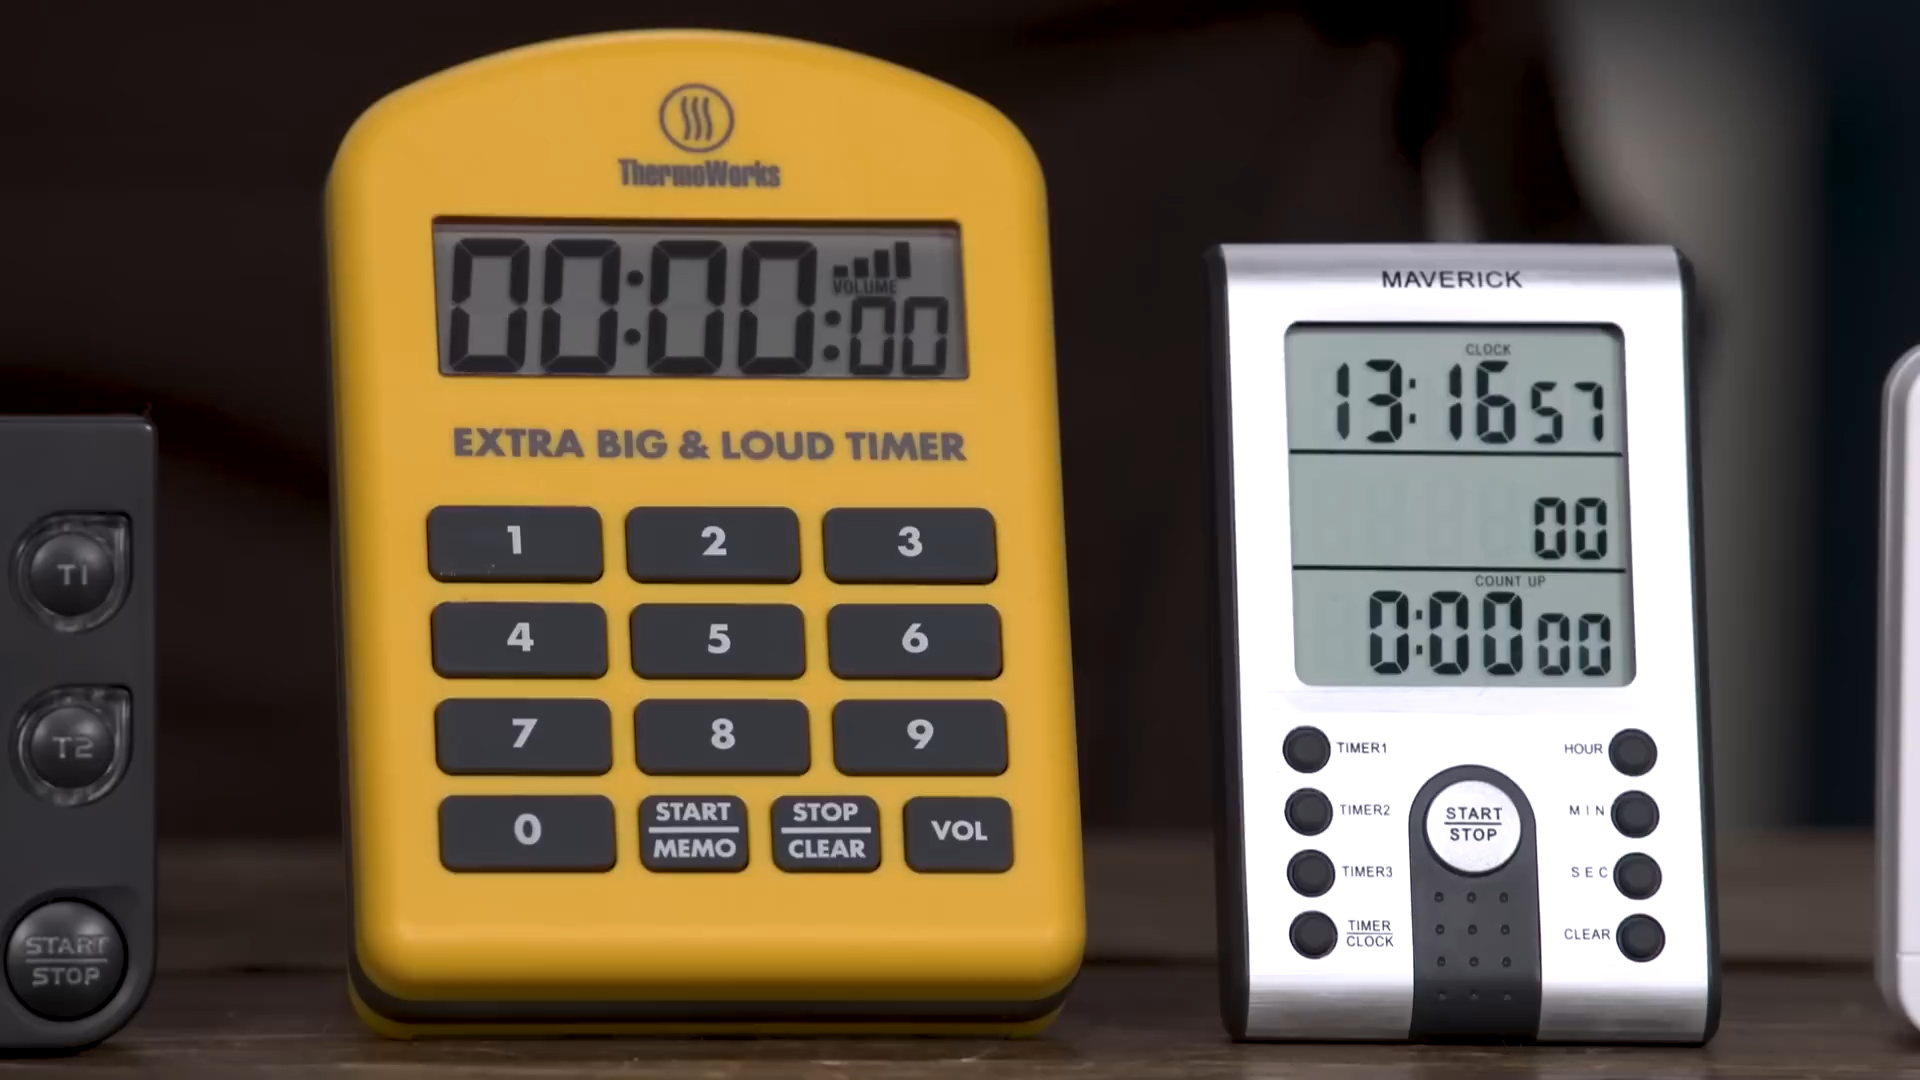 T1
T2
START
STOP
ThermoWorks
00:00:00
VOLUME
EXTRA BIG & LOUD TIMER
1 2 3
4 5 6
7 8 9
0 START MEMO STOP CLEAR VOL
MAVERICK
CLOCK
13:16 57
00
COUNT UP
0:00 00
TIMER1 HOUR
TIMER2 MIN
TIMER3 SEC
TIMER CLOCK CLEAR
START
STOP